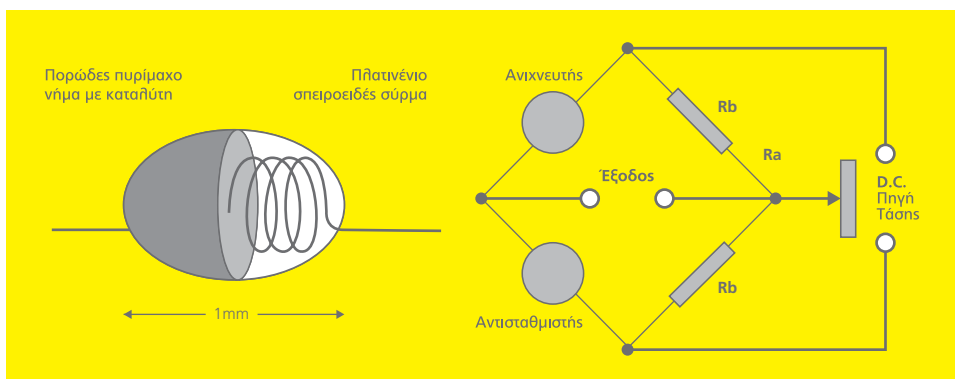 Πορώδες πυρίμαχο
νήμα με καταλύτη
Πλατινένιο
σπειροειδές σύρμα
1mm
Ανιχνευτής
Rb
Ra
Έξοδος
D.C.
Πηγή
Τάσης
Rb
Αντισταθμιστής